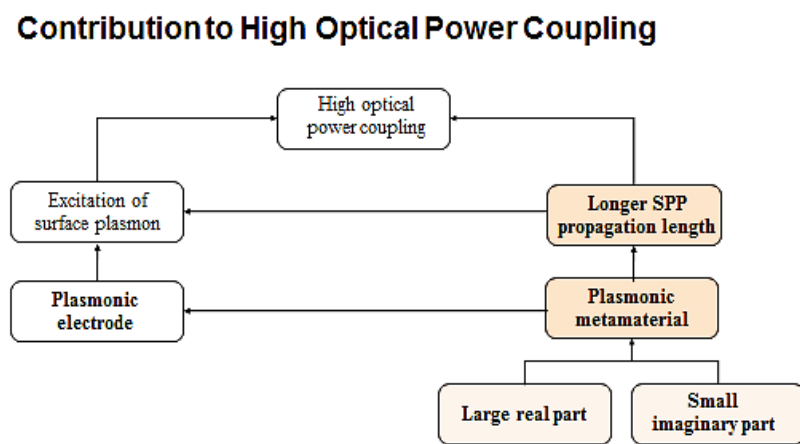 Contribution to High Optical Power Coupling
High optical
power coupling
Excitation of
surface plasmon
Longer SPP
propagation length
Plasmonic
electrode
Plasmonic
metamaterial
Large real part
Small
imaginary part